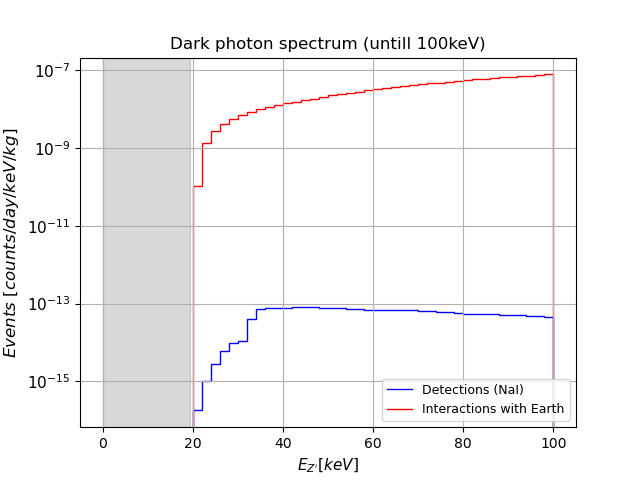 Dark photon spectrum (untill 100keV)
Events [counts/day/keV/kg]
10⁻⁷
10⁻⁹
10⁻¹¹
10⁻¹³
10⁻¹⁵
Detections (NaI)
Interactions with Earth
0 20 40 60 80 100
E_Z'[keV]